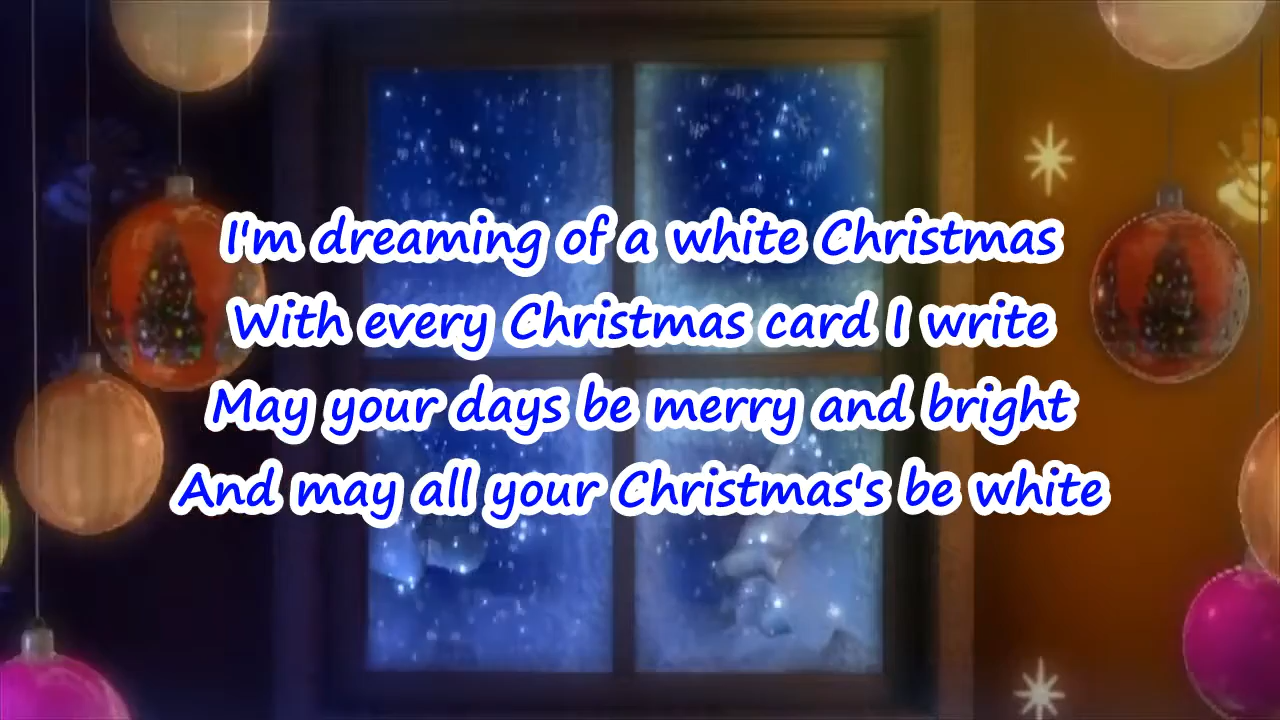 I'm dreaming of a white Christmas
With every Christmas card I write
May your days be merry and bright
And may all your Christmas's be white